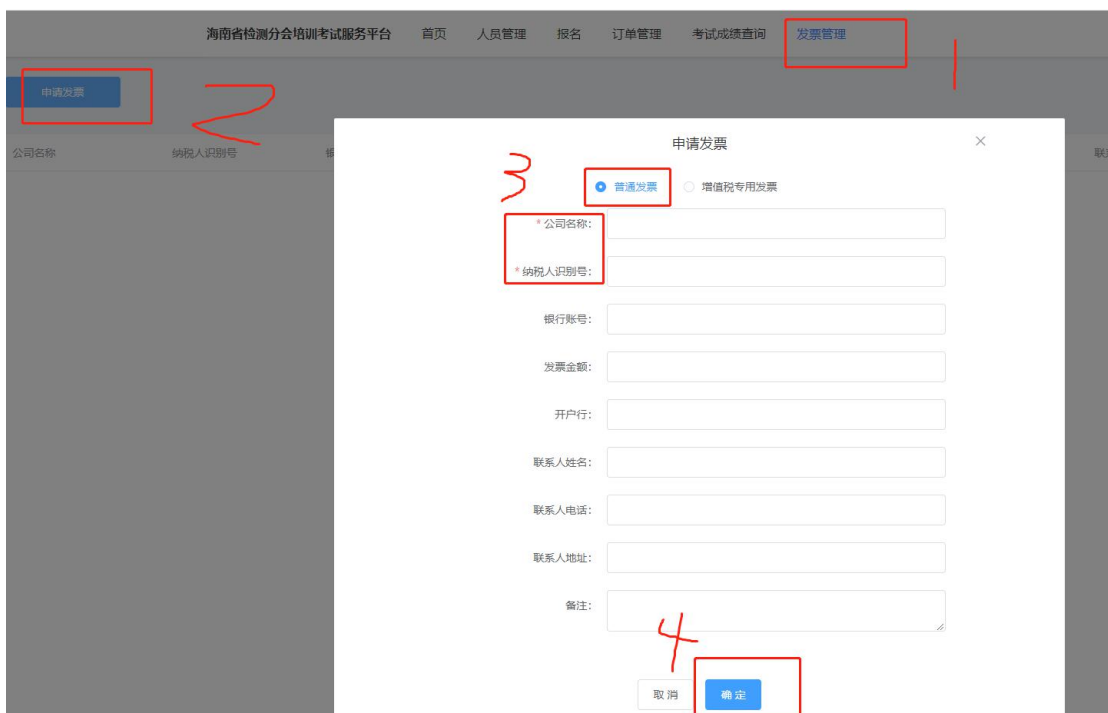 海南省检测分会培训考试服务平台 首页 人员管理 报名 订单管理 考试成绩查询 发票管理
1
申请发票
2
公司名称 纳税人识别号
申请发票
3
普通发票 增值税专用发票
*公司名称:
*纳税人识别号:
银行账号:
发票金额:
开户行:
联系人姓名:
联系人电话:
联系人地址:
备注:
4
取消 确定